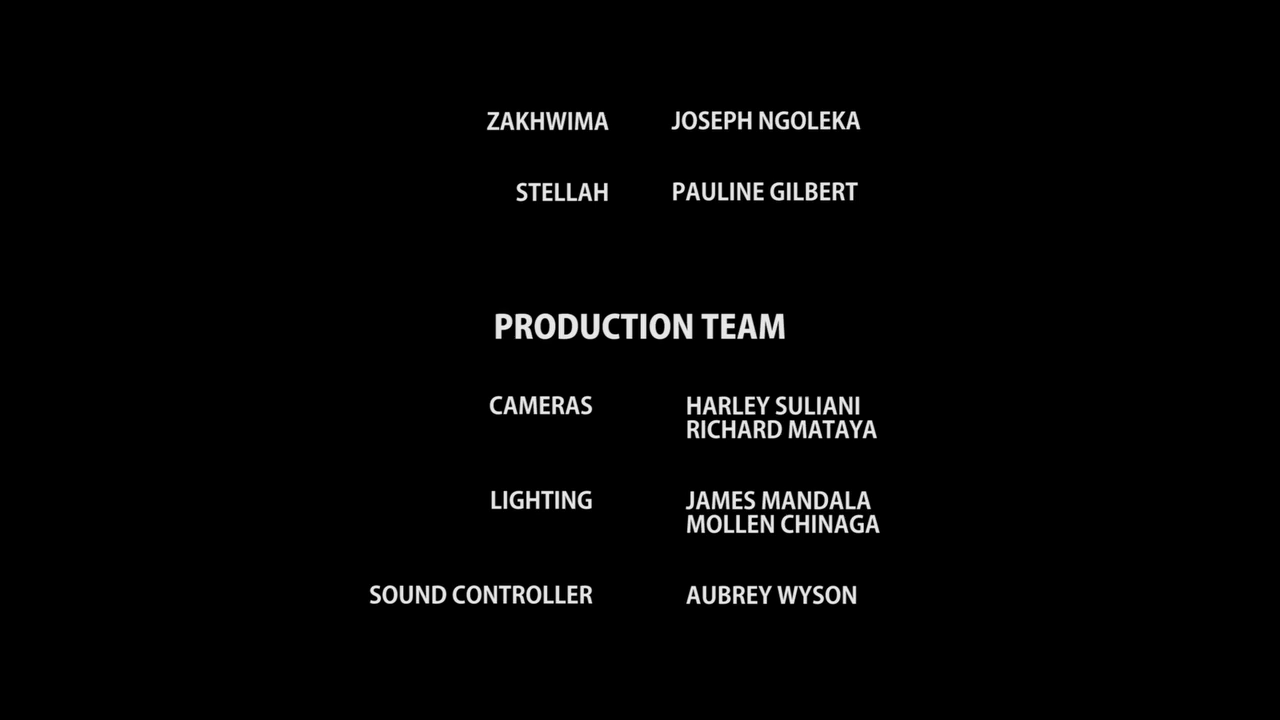 ZAKHWIMA JOSEPH NGOLEKA
STELLAH PAULINE GILBERT
PRODUCTION TEAM
CAMERAS HARLEY SULIANI
RICHARD MATAYA
LIGHTING JAMES MANDALA
MOLLEN CHINAGA
SOUND CONTROLLER AUBREY WYSON